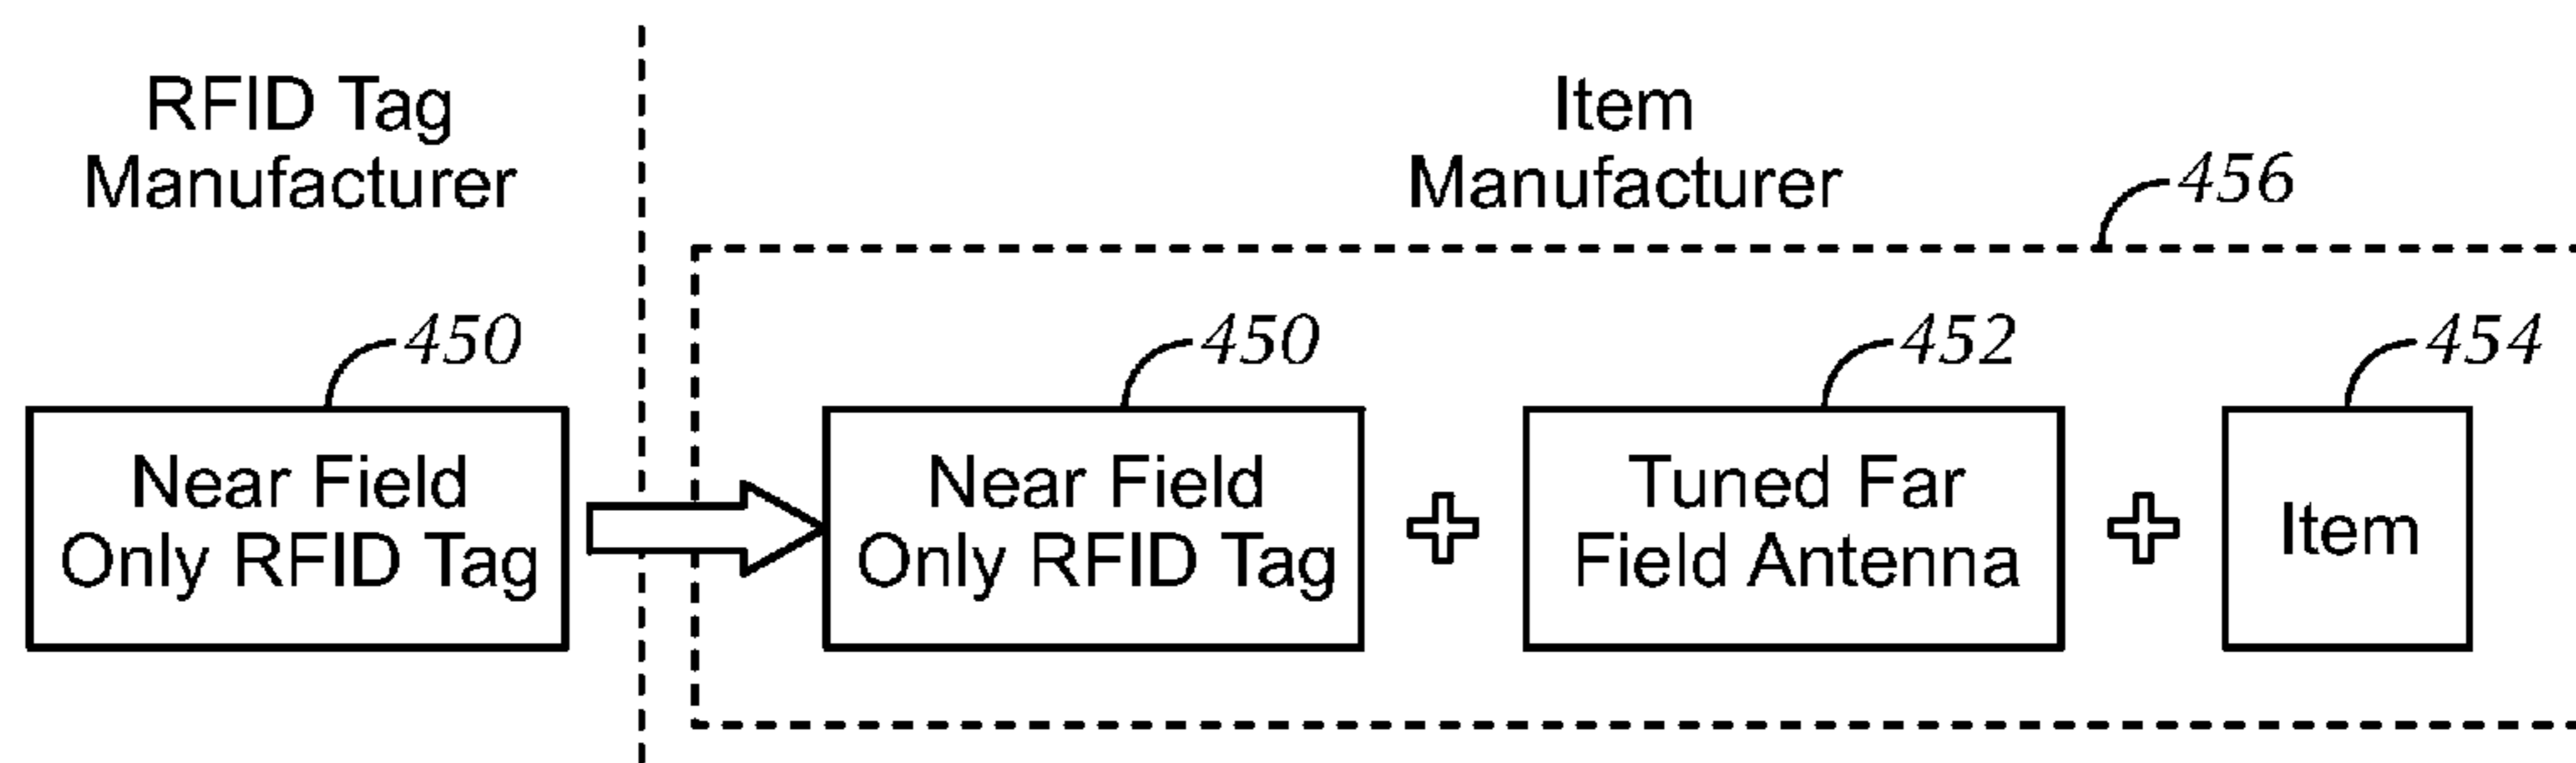 RFID Tag
Manufacturer
Item
Manufacturer
456
450
450
452
454
Near Field
Only RFID Tag
Near Field
Only RFID Tag
Tuned Far
Field Antenna
Item